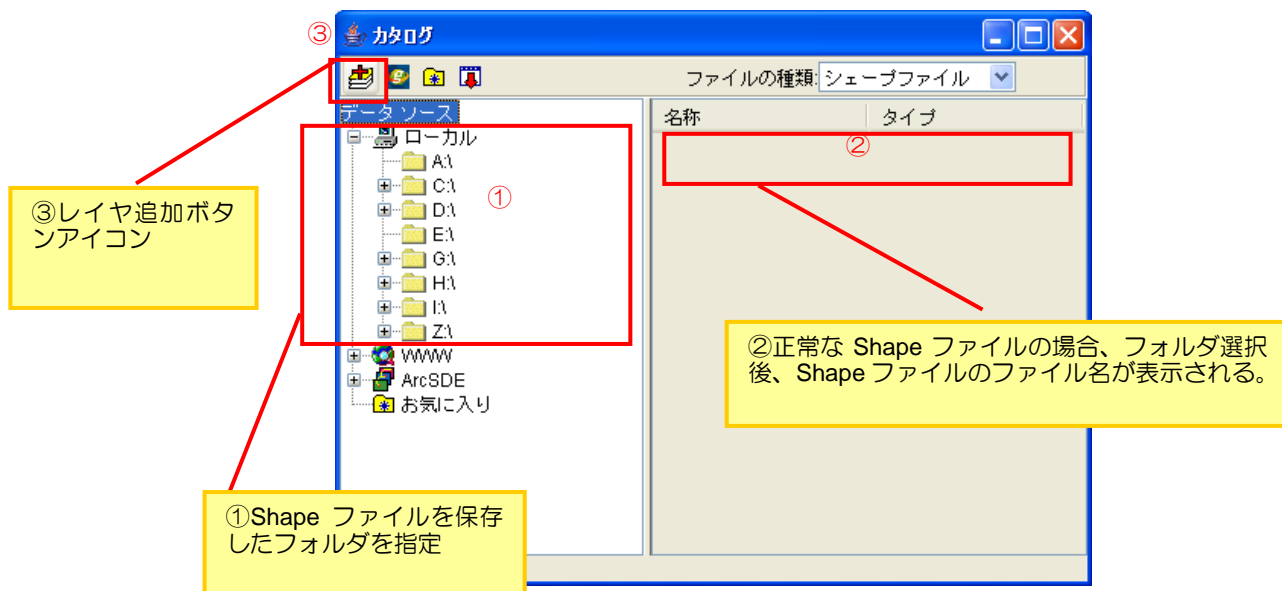 ③
カタログ
ファイルの種類: シェープファイル
データソース
ローカル
A:\
C:\
D:\
E:\
G:\
H:\
I:\
Z:\
WWW
ArcSDE
お気に入り
①
名称 タイプ
②
③レイヤ追加ボタ
ンアイコン
②正常な Shape ファイルの場合、フォルダ選択
後、Shape ファイルのファイル名が表示される。
①Shape ファイルを保存
したフォルダを指定